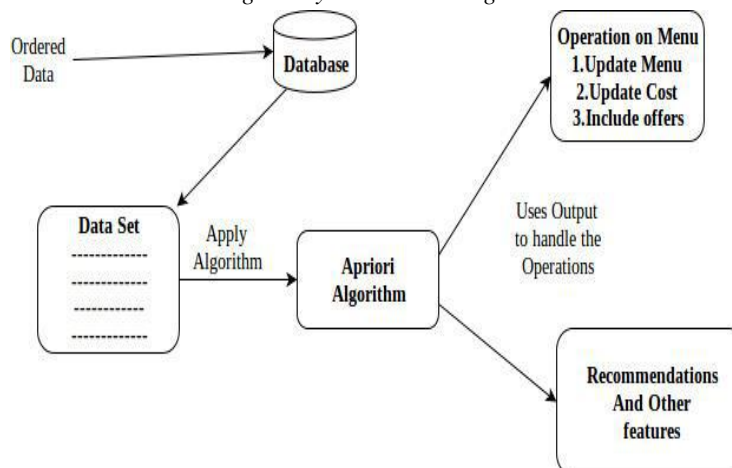 Ordered
Data
Database
Operation on Menu
1.Update Menu
2.Update Cost
3.Include offers
Data Set
-------------
-------------
------------
-------------
Apply
Algorithm
Apriori
Algorithm
Uses Output
to handle the
Operations
Recommendations
And Other
features